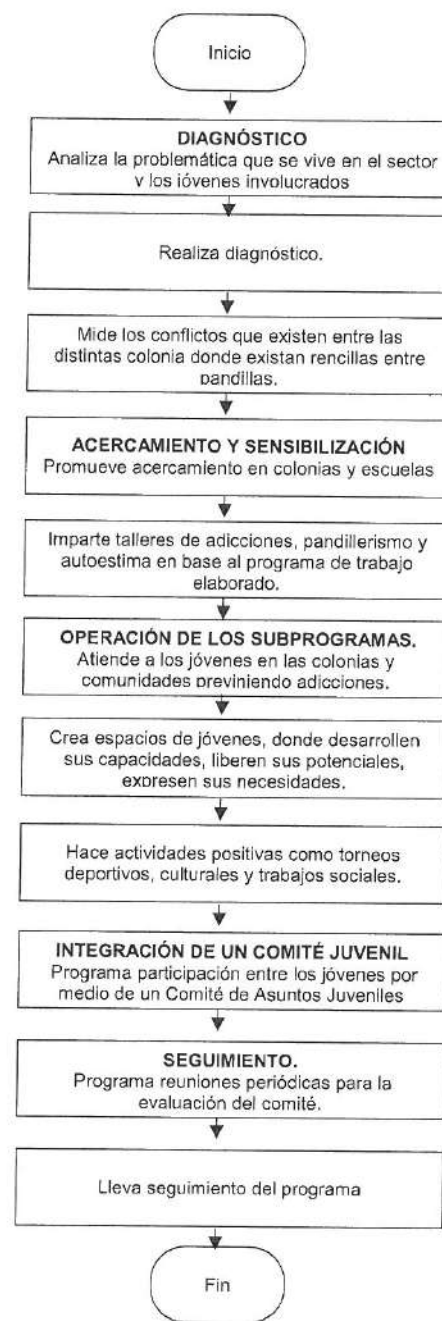 Inicio
DIAGNÓSTICO
Analiza la problemática que se vive en el sector
y los jóvenes involucrados
Realiza diagnóstico.
Mide los conflictos que existen entre las
distintas colonia donde existan rencillas entre
pandillas.
ACERCAMIENTO Y SENSIBILIZACIÓN
Promueve acercamiento en colonias y escuelas
Imparte talleres de adicciones, pandillerismo y
autoestima en base al programa de trabajo
elaborado.
OPERACIÓN DE LOS SUBPROGRAMAS.
Atiende a los jóvenes en las colonias y
comunidades previniendo adicciones.
Crea espacios de jóvenes, donde desarrollen
sus capacidades, liberen sus potenciales,
expresen sus necesidades.
Hace actividades positivas como torneos
deportivos, culturales y trabajos sociales.
INTEGRACIÓN DE UN COMITÉ JUVENIL
Programa participación entre los jóvenes por
medio de un Comité de Asuntos Juveniles
SEGUIMIENTO.
Programa reuniones periódicas para la
evaluación del comité.
Lleva seguimiento del programa
Fin